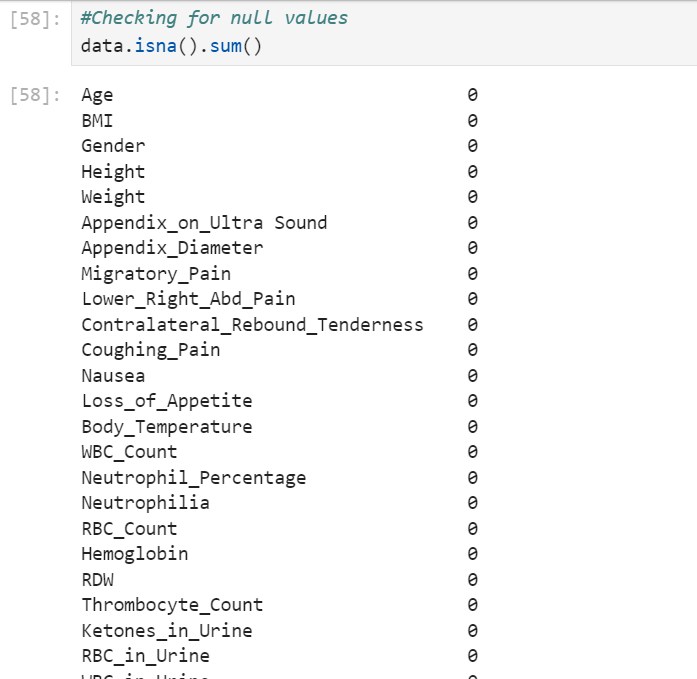 [58]: #Checking for null values
data.isna().sum()
[58]: Age 0
BMI 0
Gender 0
Height 0
Weight 0
Appendix_on_Ultra Sound 0
Appendix_Diameter 0
Migratory_Pain 0
Lower_Right_Abd_Pain 0
Contralateral_Rebound_Tenderness 0
Coughing_Pain 0
Nausea 0
Loss_of_Appetite 0
Body_Temperature 0
WBC_Count 0
Neutrophil_Percentage 0
Neutrophilia 0
RBC_Count 0
Hemoglobin 0
RDW 0
Thrombocyte_Count 0
Ketones_in_Urine 0
RBC_in_Urine 0